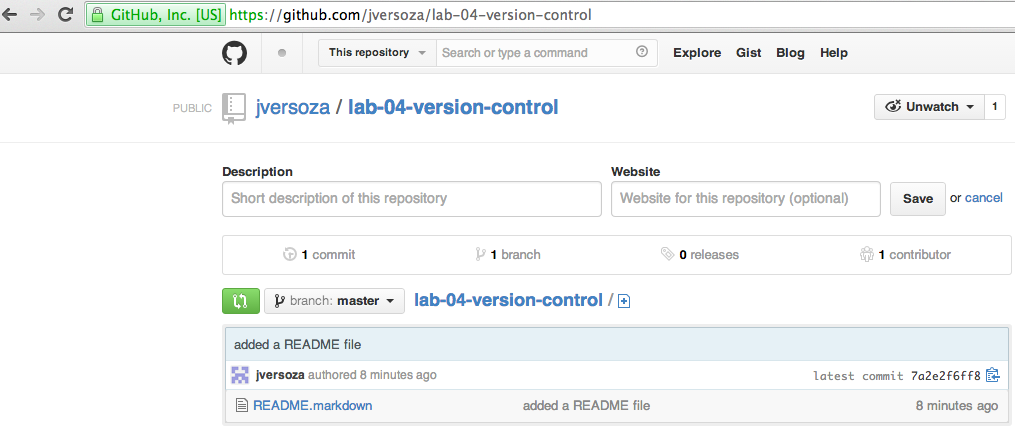 GitHub, Inc. [US] https://github.com/jversoza/lab-04-version-control
This repository Search or type a command Explore Gist Blog Help
PUBLIC jversoza / lab-04-version-control Unwatch 1
Description Website
Short description of this repository Website for this repository (optional) Save or cancel
1 commit 1 branch 0 releases 1 contributor
branch: master lab-04-version-control /
added a README file
jversoza authored 8 minutes ago latest commit 7a2e2f6ff8
README.markdown added a README file 8 minutes ago